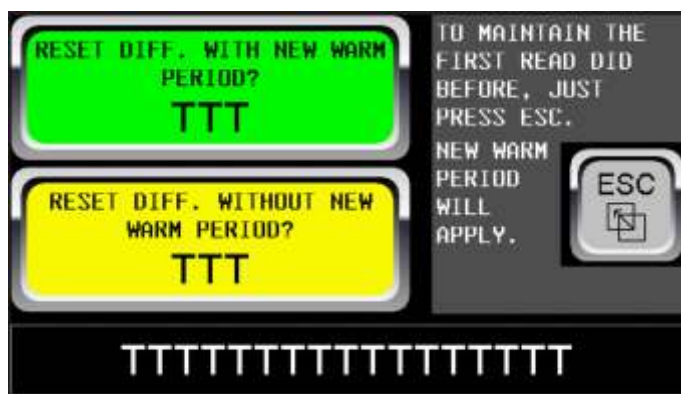 RESET DIFF. WITH NEW WARM
PERIOD?
TTT
RESET DIFF. WITHOUT NEW
WARM PERIOD?
TTT
TO MAINTAIN THE
FIRST READ DID
BEFORE, JUST
PRESS ESC.
NEW WARM
PERIOD
WILL
APPLY.
ESC
TTTTTTTTTTTTTTTTTTT